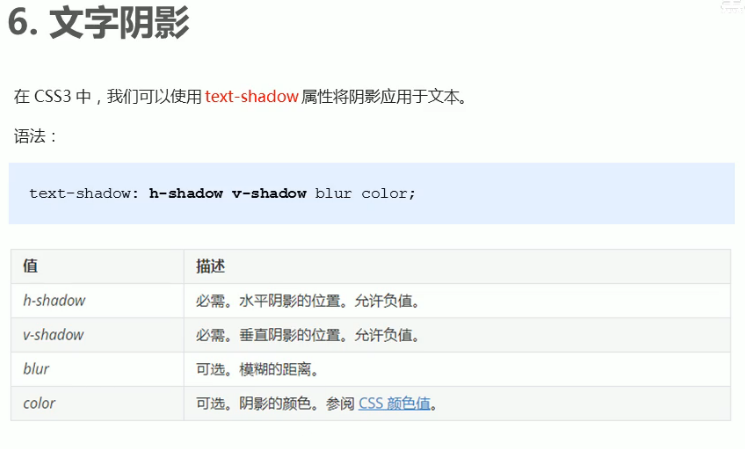 6. 文字阴影
在 CSS3 中，我们可以使用 text-shadow 属性将阴影应用于文本。
语法：
text-shadow: h-shadow v-shadow blur color;
值 描述
h-shadow 必需。水平阴影的位置。允许负值。
v-shadow 必需。垂直阴影的位置。允许负值。
blur 可选。模糊的距离。
color 可选。阴影的颜色。参阅 CSS 颜色值。